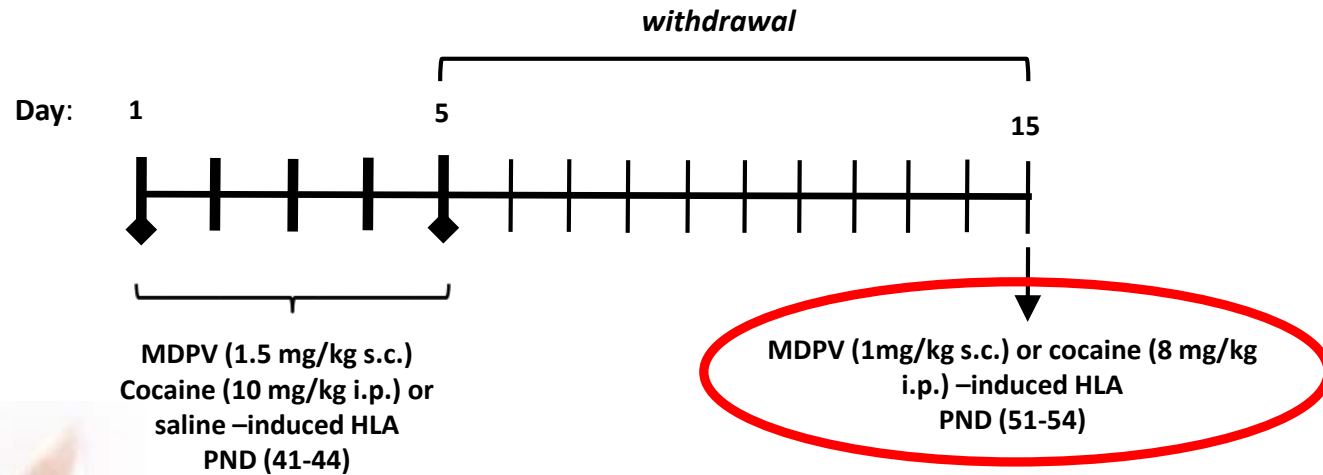 withdrawal
Day: 1 5 15
MDPV (1.5 mg/kg s.c.)
Cocaine (10 mg/kg i.p.) or
saline –induced HLA
PND (41-44)
MDPV (1mg/kg s.c.) or cocaine (8 mg/kg
i.p.) –induced HLA
PND (51-54)